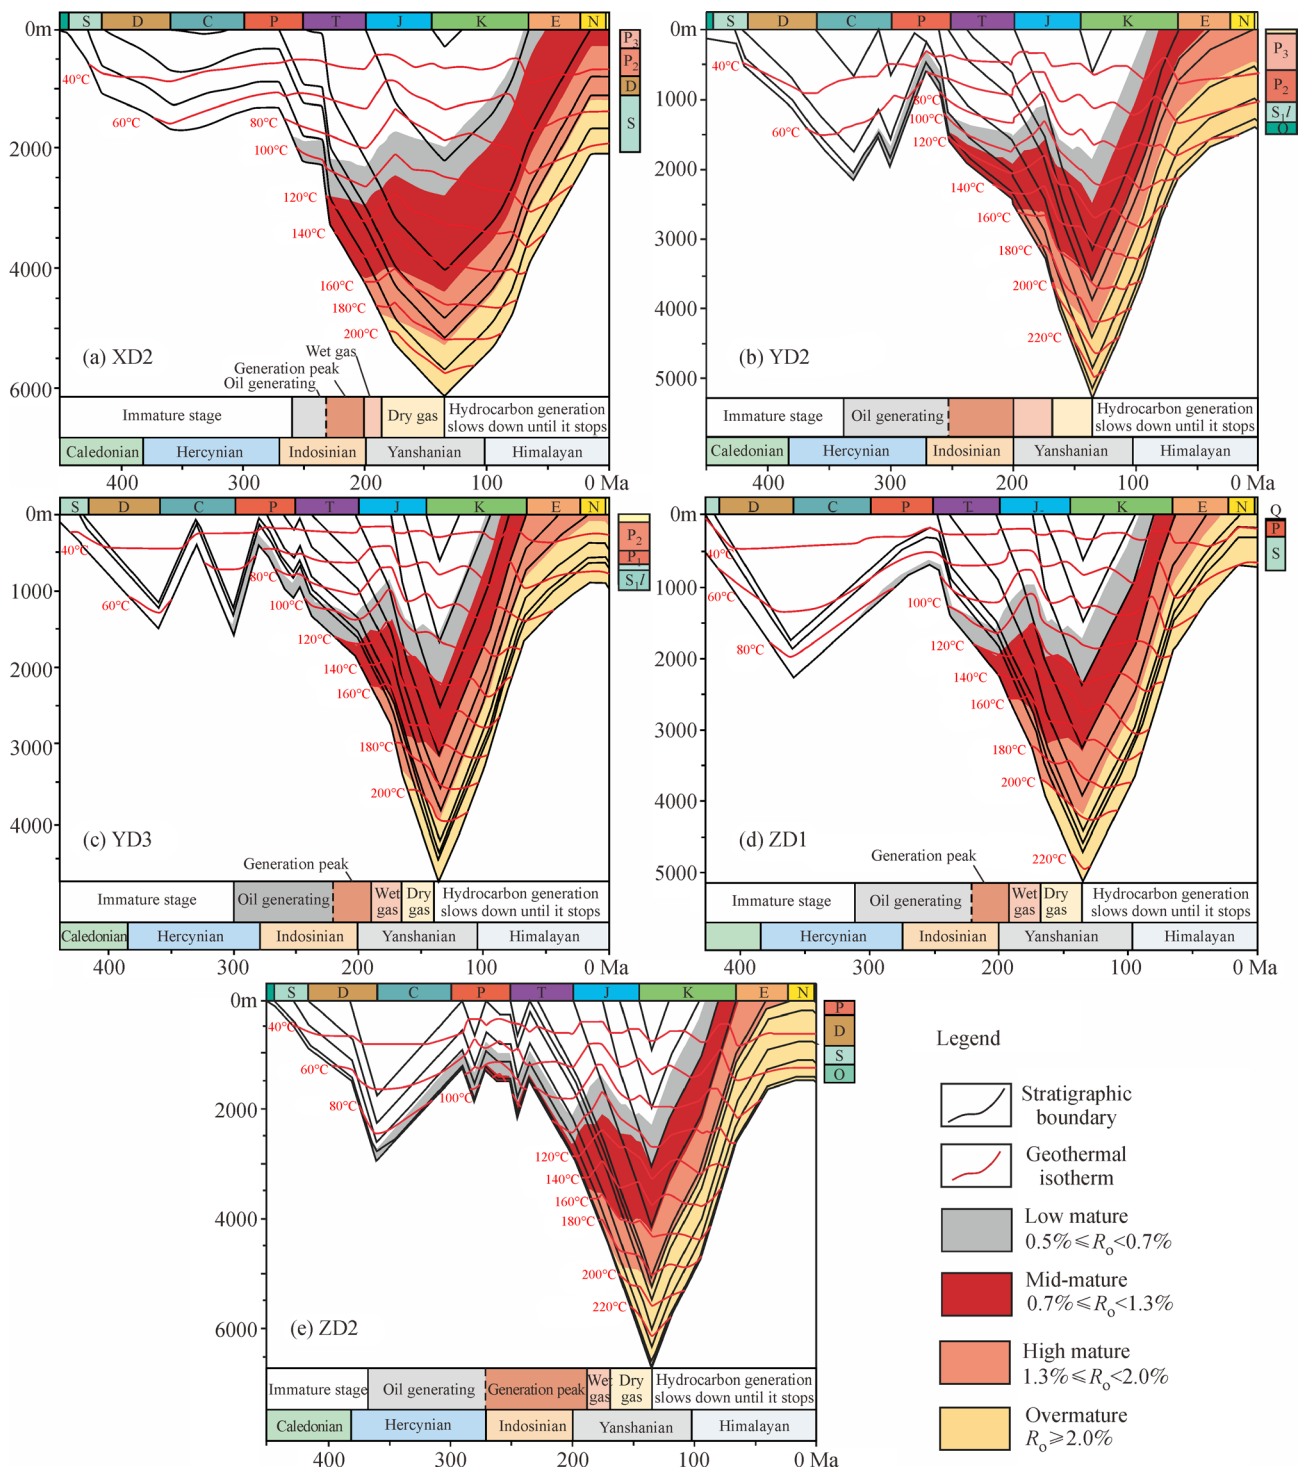 S D C P T J K E N
0m
2000
4000
6000
40℃
60℃
80℃
100℃
120℃
140℃
160℃
180℃
200℃
P3
P2
D
S
(a) XD2
Wet gas
Generation peak
Oil generating
Immature stage
Dry gas
Hydrocarbon generation
slows down until it stops
Caledonian Hercynian Indosinian Yanshanian Himalayan
400 300 200 100 0 Ma
S D C P T J K E N
0m
1000
2000
3000
4000
5000
40℃
60℃
80℃
100℃
120℃
140℃
160℃
180℃
200℃
220℃
P3
P2
S1l
O
(b) YD2
Immature stage Oil generating
Hydrocarbon generation
slows down until it stops
Caledonian Hercynian Indosinian Yanshanian Himalayan
400 300 200 100 0 Ma
S D C P T J K E N
0m
1000
2000
3000
4000
40℃
60℃
80℃
100℃
120℃
140℃
160℃
180℃
200℃
P2
P1
S1l
(c) YD3
Generation peak
Immature stage Oil generating
Wet
gas
Dry
gas
Hydrocarbon generation
slows down until it stops
Caledonian Hercynian Indosinian Yanshanian Himalayan
400 300 200 100 0 Ma
D C P T J K E N
0m
1000
2000
3000
4000
5000
40℃
60℃
80℃
100℃
120℃
140℃
160℃
180℃
200℃
220℃
Q
P
S
(d) ZD1
Generation peak
Immature stage Oil generating
Wet
gas
Dry
gas
Hydrocarbon generation
slows down until it stops
Hercynian Indosinian Yanshanian Himalayan
400 300 200 100 0 Ma
S D C P T J K E N
0m
2000
4000
6000
40℃
60℃
80℃
100℃
120℃
140℃
160℃
180℃
200℃
220℃
P
D
S
O
(e) ZD2
Immature stage Oil generating Generation peak
Wet
gas
Dry
gas
Hydrocarbon generation
slows down until it stops
Caledonian Hercynian Indosinian Yanshanian Himalayan
400 300 200 100 0 Ma
Legend
Stratigraphic
boundary
Geothermal
isotherm
Low mature
0.5%⩽Ro<0.7%
Mid-mature
0.7%⩽Ro<1.3%
High mature
1.3%⩽Ro<2.0%
Overmature
Ro⩾2.0%